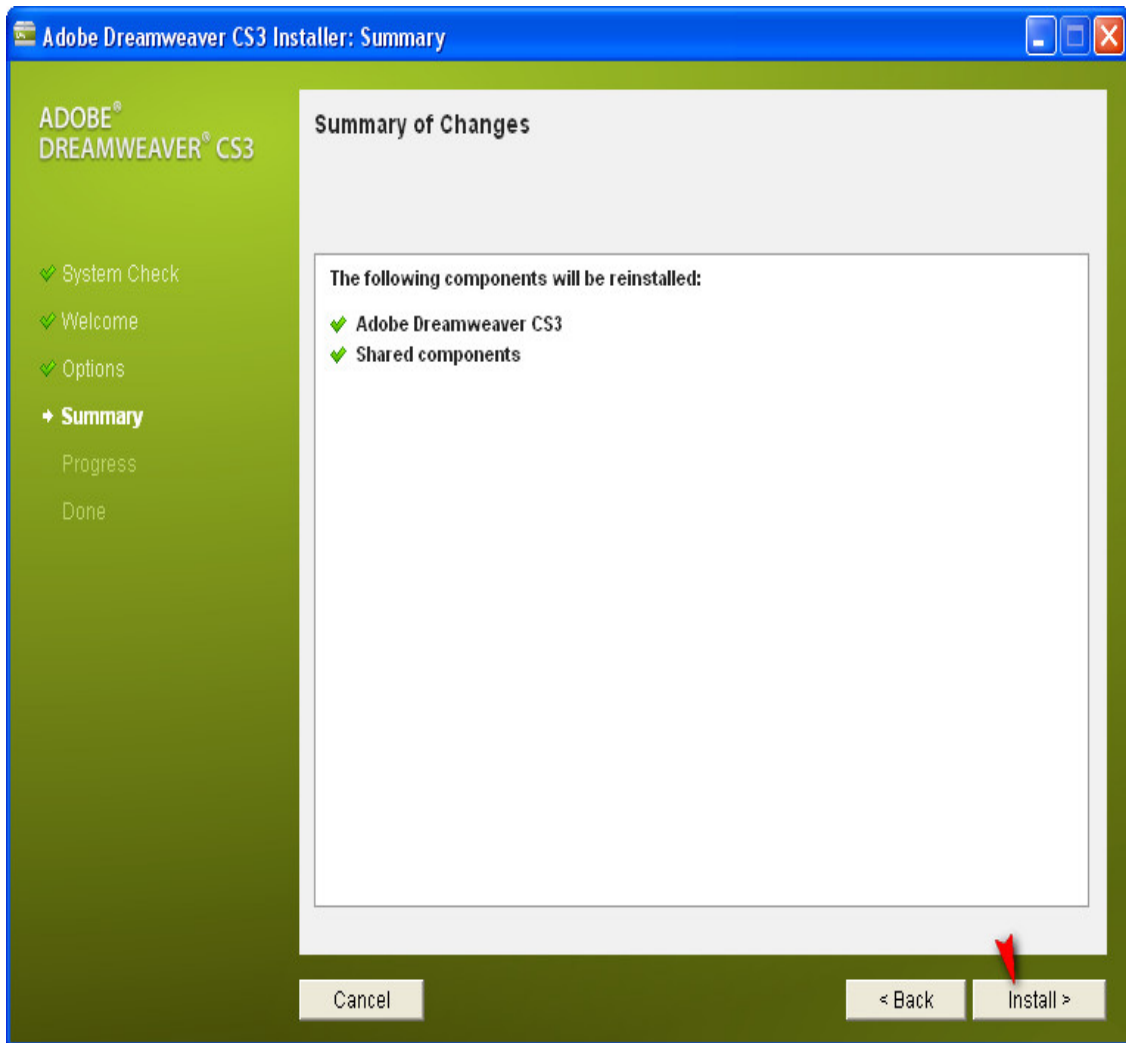 Adobe Dreamweaver CS3 Installer: Summary
ADOBE®
DREAMWEAVER® CS3
System Check
Welcome
Options
Summary
Progress
Done
Summary of Changes
The following components will be reinstalled:
Adobe Dreamweaver CS3
Shared components
Cancel
< Back
Install >